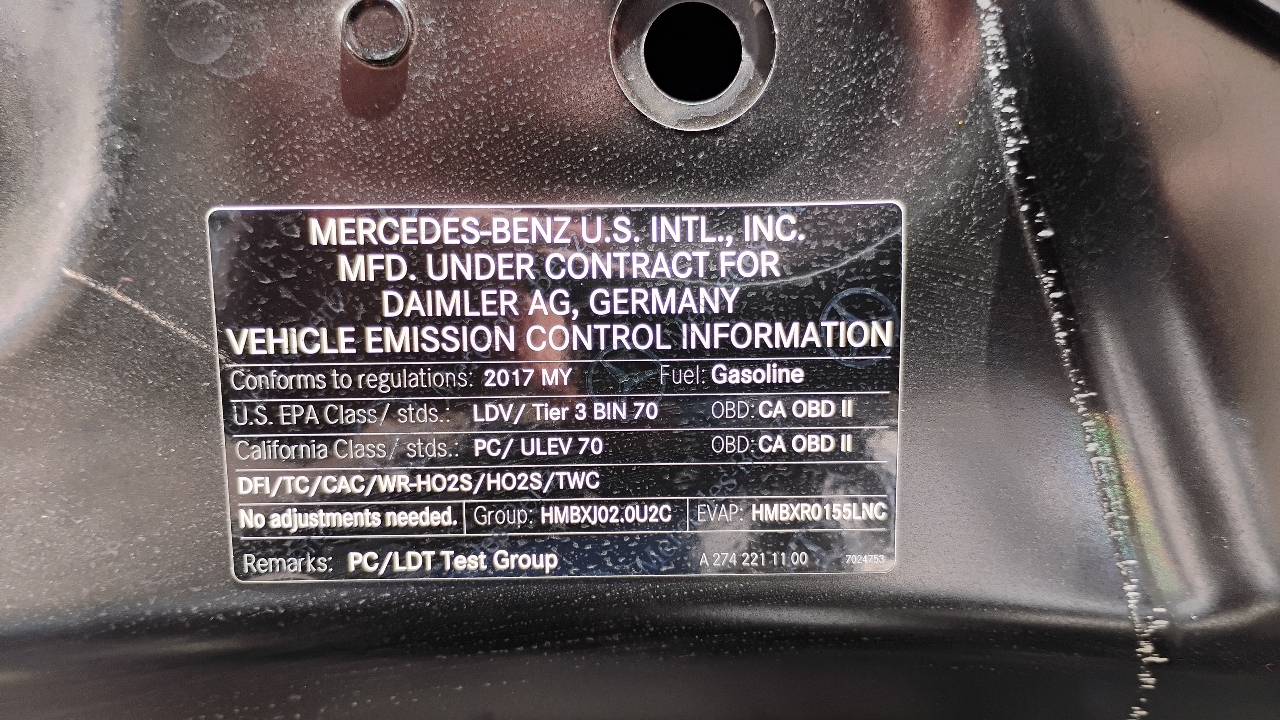 MERCEDES-BENZ U.S. INTL., INC.
MFD. UNDER CONTRACT FOR
DAIMLER AG, GERMANY
VEHICLE EMISSION CONTROL INFORMATION
Conforms to regulations: 2017 MY Fuel: Gasoline
U.S. EPA Class/ stds.: LDV/ Tier 3 BIN 70 OBD: CA OBD II
California Class/ stds.: PC/ ULEV 70 OBD: CA OBD II
DFI/TC/CAC/WR-HO2S/HO2S/TWC
No adjustments needed. Group: HMBXJ02.0U2C EVAP: HMBXR0155LNC
Remarks: PC/LDT Test Group A 274 221 11 00 7024753